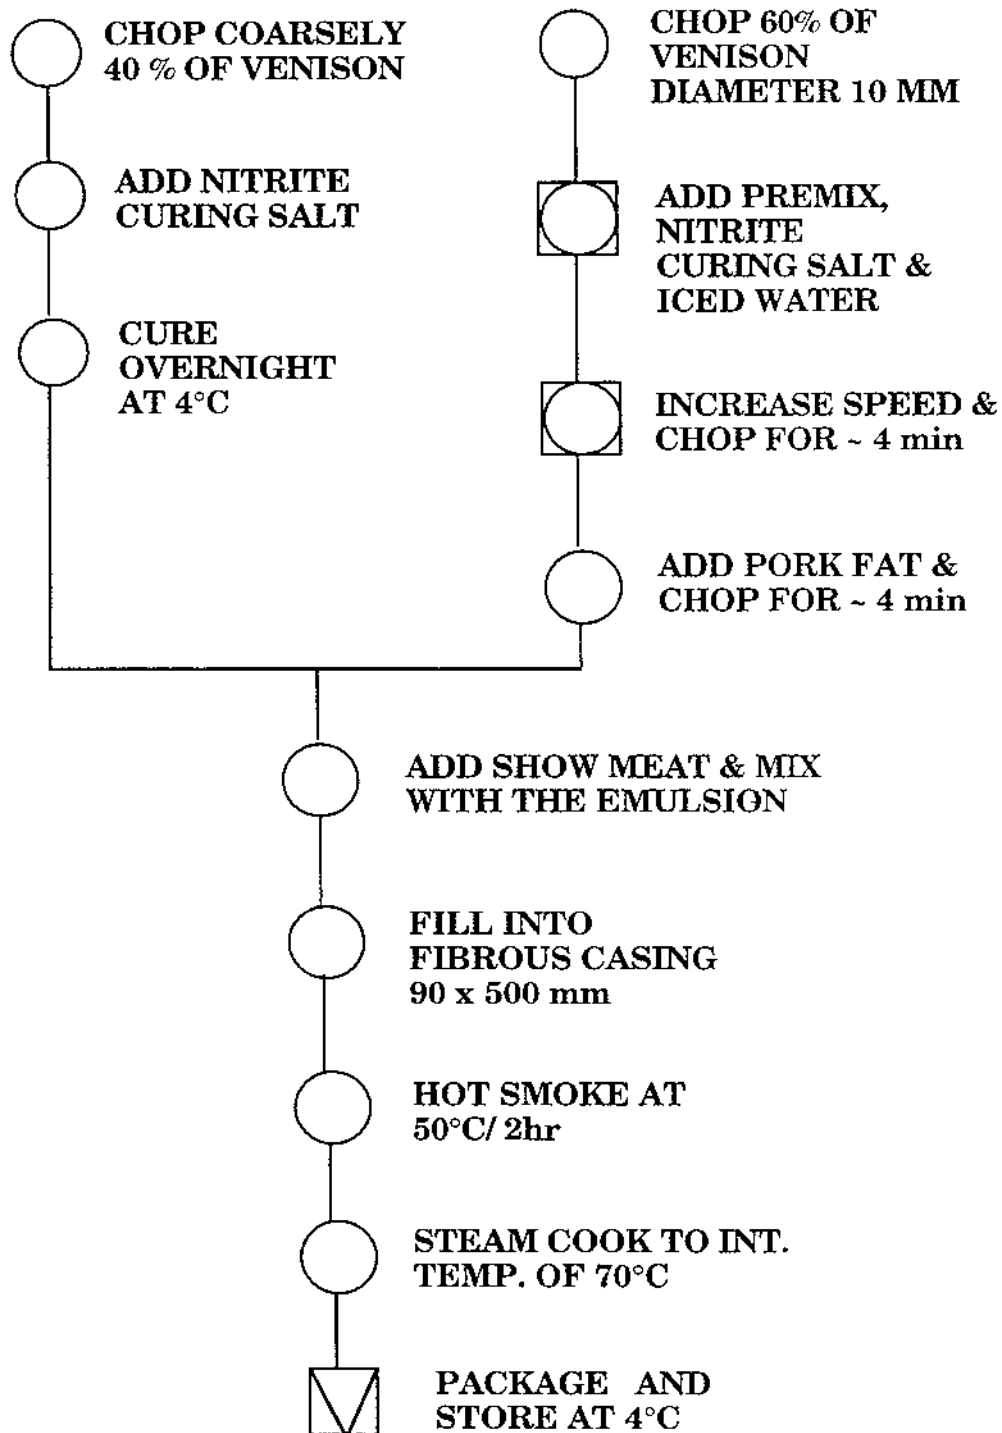 CHOP COARSELY
40 % OF VENISON
ADD NITRITE
CURING SALT
CURE
OVERNIGHT
AT 4°C
CHOP 60% OF
VENISON
DIAMETER 10 MM
ADD PREMIX,
NITRITE
CURING SALT &
ICED WATER
INCREASE SPEED &
CHOP FOR ~ 4 min
ADD PORK FAT &
CHOP FOR ~ 4 min
ADD SHOW MEAT & MIX
WITH THE EMULSION
FILL INTO
FIBROUS CASING
90 x 500 mm
HOT SMOKE AT
50°C/ 2hr
STEAM COOK TO INT.
TEMP. OF 70°C
PACKAGE AND
STORE AT 4°C